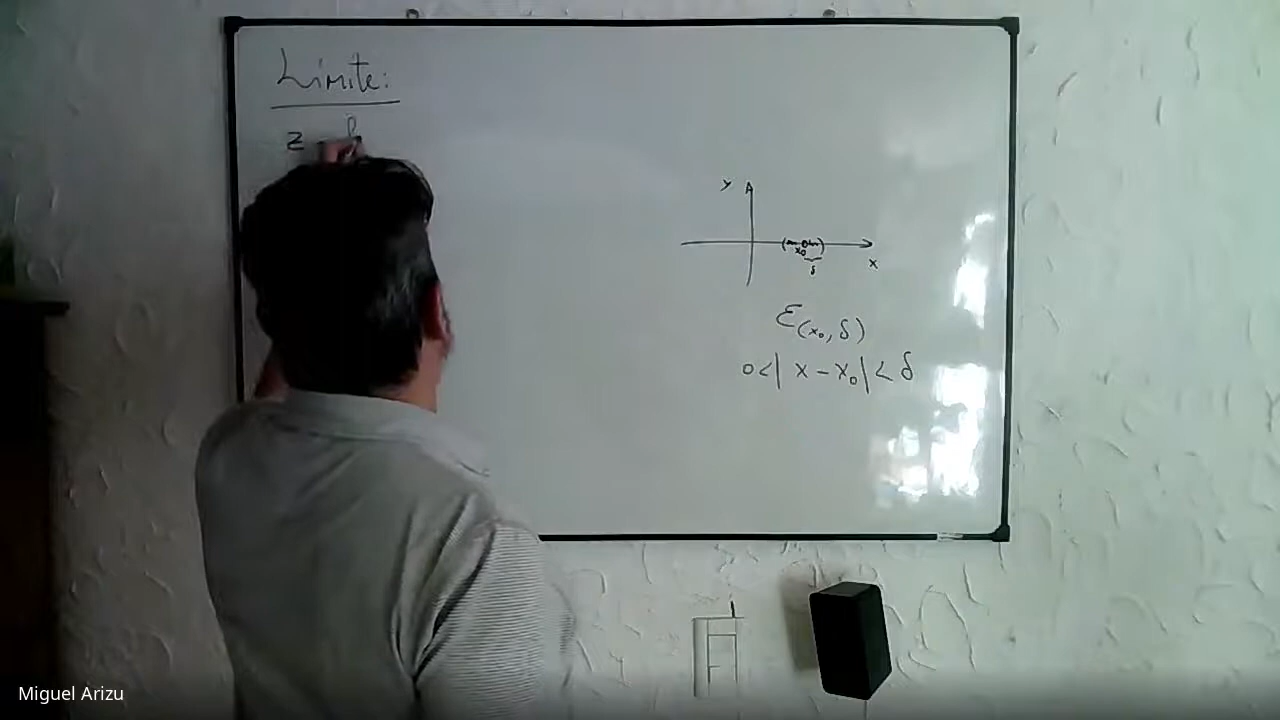 Límite:
z = f
y
x₀
x
δ
ℰ(x₀, δ)
0 < | x - x₀ | < δ
Miguel Arizu